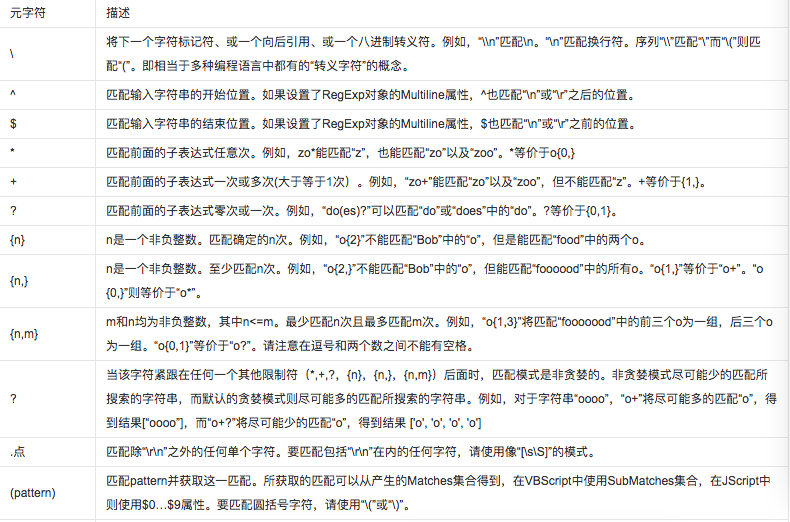 元字符 描述
\ 将下一个字符标记符、或一个向后引用、或一个八进制转义符。例如，“\\n”匹配\n。“\n”匹配换行符。序列“\\”匹配“\”而“\(”则匹
配“(”。即相当于多种编程语言中都有的“转义字符”的概念。
^ 匹配输入字符串的开始位置。如果设置了RegExp对象的Multiline属性，^也匹配“\n”或“\r”之后的位置。
$ 匹配输入字符串的结束位置。如果设置了RegExp对象的Multiline属性，$也匹配“\n”或“\r”之前的位置。
* 匹配前面的子表达式任意次。例如，zo*能匹配“z”，也能匹配“zo”以及“zoo”。*等价于o{0,}
+ 匹配前面的子表达式一次或多次(大于等于1次）。例如，“zo+”能匹配“zo”以及“zoo”，但不能匹配“z”。+等价于{1,}。
? 匹配前面的子表达式零次或一次。例如，“do(es)?”可以匹配“do”或“does”中的“do”。?等价于{0,1}。
{n} n是一个非负整数。匹配确定的n次。例如，“o{2}”不能匹配“Bob”中的“o”，但是能匹配“food”中的两个o。
{n,} n是一个非负整数。至少匹配n次。例如，“o{2,}”不能匹配“Bob”中的“o”，但能匹配“foooood”中的所有o。“o{1,}”等价于“o+”。“o
{0,}”则等价于“o*”。
{n,m} m和n均为非负整数，其中n<=m。最少匹配n次且最多匹配m次。例如，“o{1,3}”将匹配“fooooood”中的前三个o为一组，后三个o
为一组。“o{0,1}”等价于“o?”。请注意在逗号和两个数之间不能有空格。
? 当该字符紧跟在任何一个其他限制符（*,+,?，{n}，{n,}，{n,m}）后面时，匹配模式是非贪婪的。非贪婪模式尽可能少的匹配所
搜索的字符串，而默认的贪婪模式则尽可能多的匹配所搜索的字符串。例如，对于字符串“oooo”，“o+”将尽可能多的匹配“o”，得
到结果[“oooo”]，而“o+?”将尽可能少的匹配“o”，得到结果 ['o', 'o', 'o', 'o']
.点 匹配除“\r\n”之外的任何单个字符。要匹配包括“\r\n”在内的任何字符，请使用像“[\s\S]”的模式。
(pattern) 匹配pattern并获取这一匹配。所获取的匹配可以从产生的Matches集合得到，在VBScript中使用SubMatches集合，在JScript中
则使用$0…$9属性。要匹配圆括号字符，请使用“\(”或“\)”。